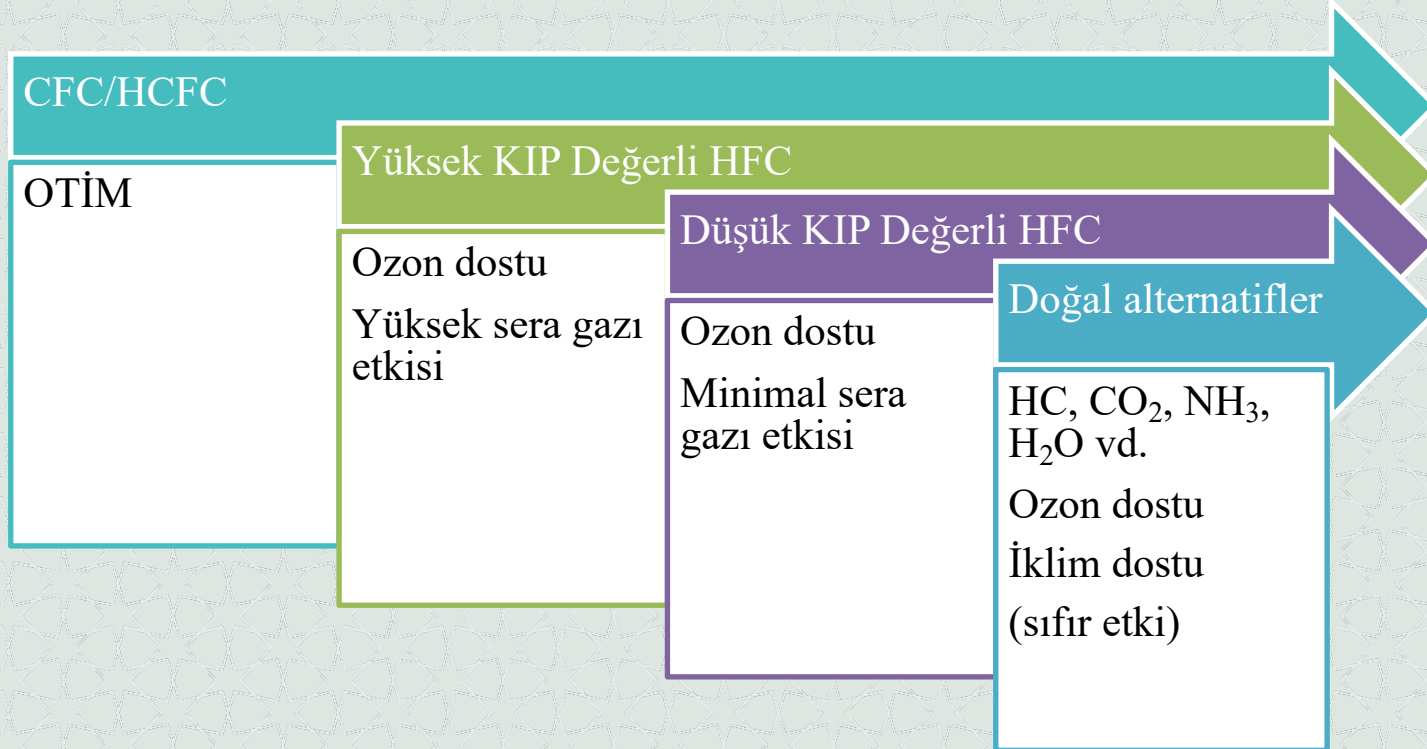 CFC/HCFC
OTİM
Yüksek KIP Değerli HFC
Ozon dostu
Yüksek sera gazı
etkisi
Düşük KIP Değerli HFC
Ozon dostu
Minimal sera
gazı etkisi
Doğal alternatifler
HC, CO₂, NH₃,
H₂O vd.
Ozon dostu
İklim dostu
(sıfır etki)